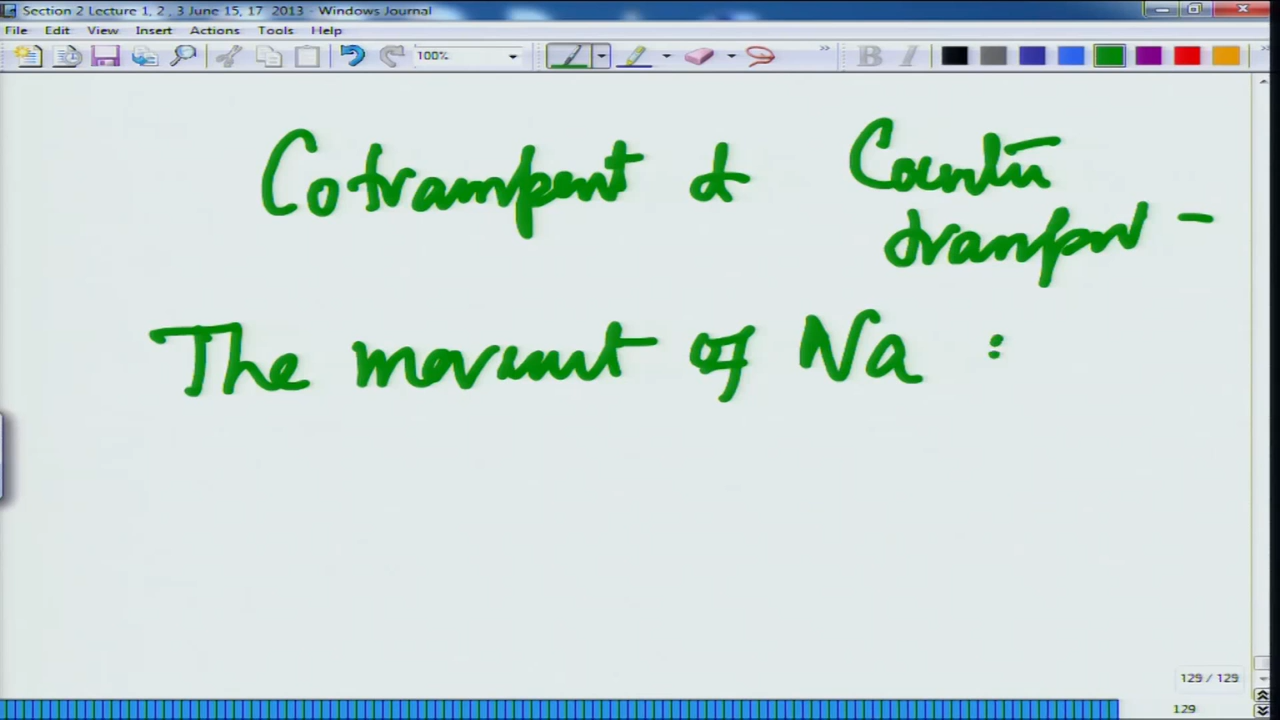 Section 2 Lecture 1, 2 , 3 June 15, 17 2013 - Windows Journal
File Edit View Insert Actions Tools Help
100% B I
Cotransport & Counter
transport -
The movement of Na :
129 / 129
129